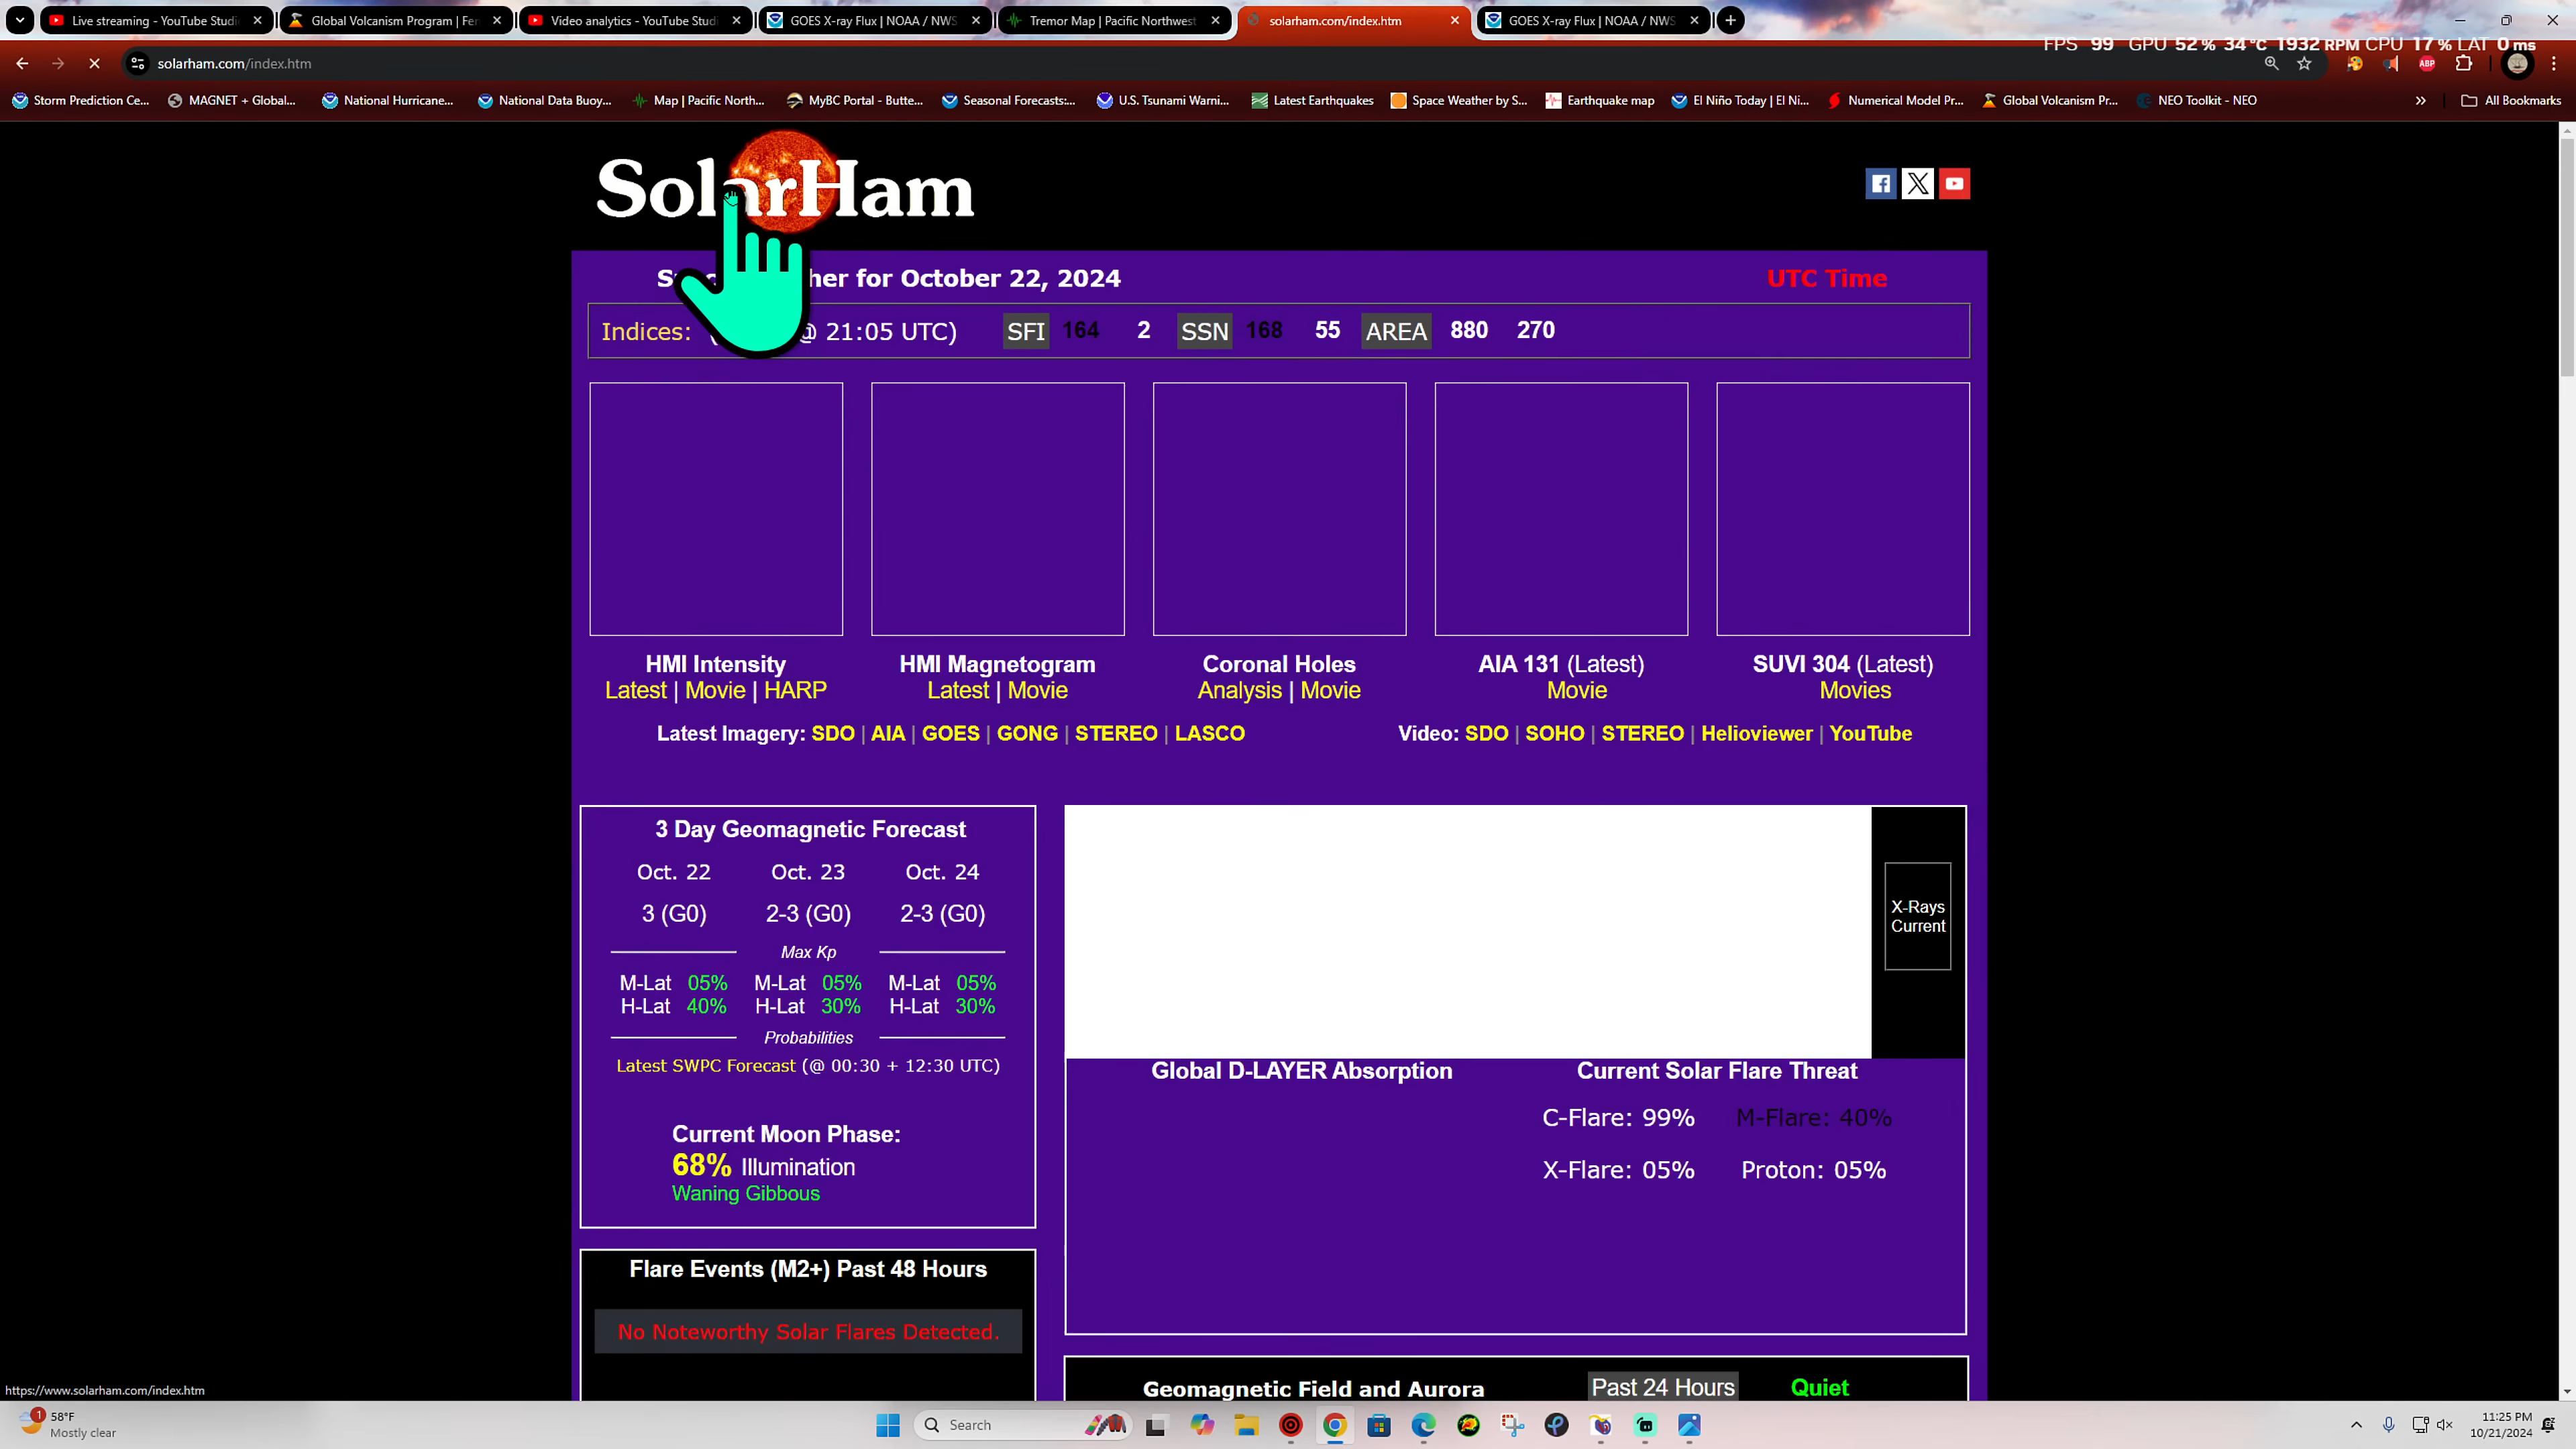 Live streaming - YouTube Studi
Global Volcanism Program | Fer
Video analytics - YouTube Studi
GOES X-ray Flux | NOAA / NWS
Tremor Map | Pacific Northwest
solarham.com/index.htm
GOES X-ray Flux | NOAA / NWS
FPS 99 GPU 52 % 34 °C 1932 RPM CPU 17 % LAT 0 ms
solarham.com/index.htm
ABP
Storm Prediction Ce...
MAGNET + Global...
National Hurricane...
National Data Buoy...
Map | Pacific North...
MyBC Portal - Butte...
Seasonal Forecasts:...
U.S. Tsunami Warni...
Latest Earthquakes
Space Weather by S...
Earthquake map
El Niño Today | El Ni...
Numerical Model Pr...
Global Volcanism Pr...
NEO Toolkit - NEO
All Bookmarks
SolarHam
her for October 22, 2024
UTC Time
Indices: @ 21:05 UTC) SFI 164 2 SSN 168 55 AREA 880 270
HMI Intensity
Latest | Movie | HARP
HMI Magnetogram
Latest | Movie
Coronal Holes
Analysis | Movie
AIA 131 (Latest)
Movie
SUVI 304 (Latest)
Movies
Latest Imagery: SDO | AIA | GOES | GONG | STEREO | LASCO
Video: SDO | SOHO | STEREO | Helioviewer | YouTube
3 Day Geomagnetic Forecast
Oct. 22 Oct. 23 Oct. 24
3 (G0) 2-3 (G0) 2-3 (G0)
Max Kp
M-Lat 05% M-Lat 05% M-Lat 05%
H-Lat 40% H-Lat 30% H-Lat 30%
Probabilities
Latest SWPC Forecast (@ 00:30 + 12:30 UTC)
Current Moon Phase:
68% Illumination
Waning Gibbous
X-Rays
Current
Global D-LAYER Absorption
Current Solar Flare Threat
C-Flare: 99% M-Flare: 40%
X-Flare: 05% Proton: 05%
Flare Events (M2+) Past 48 Hours
No Noteworthy Solar Flares Detected.
Geomagnetic Field and Aurora
Past 24 Hours
Quiet
https://www.solarham.com/index.htm
1
58°F
Mostly clear
Search
11:25 PM
10/21/2024